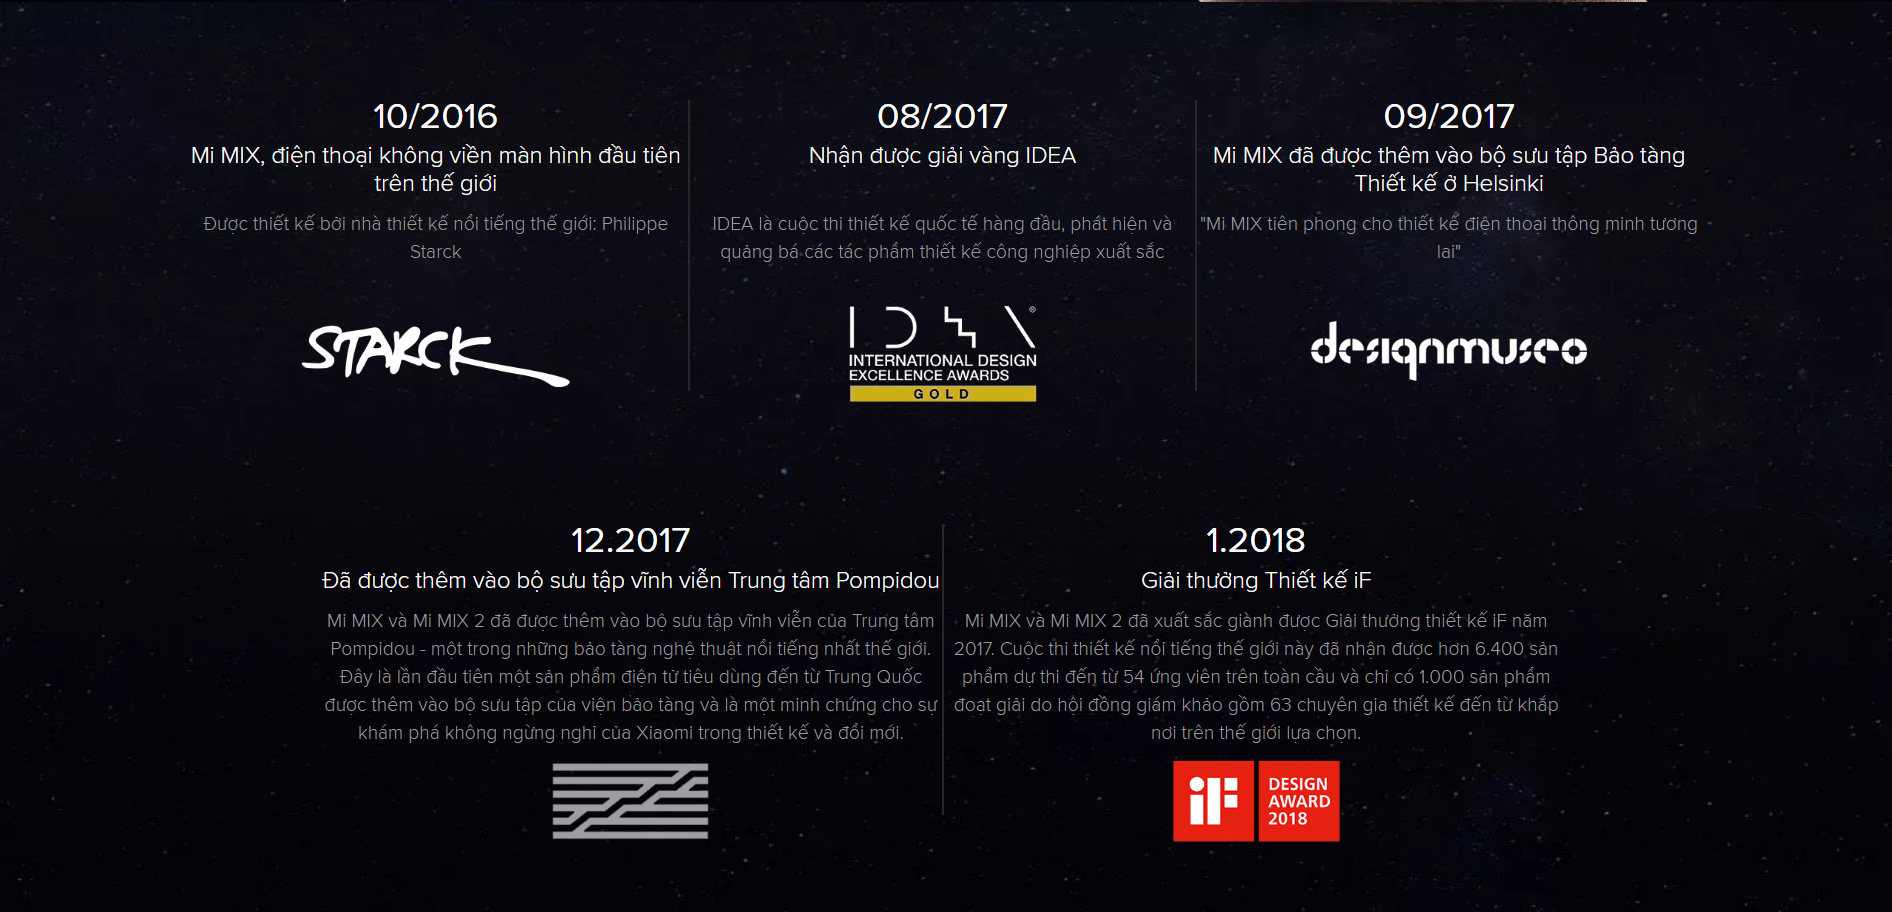 10/2016
Mi MIX, điện thoại không viền màn hình đầu tiên
trên thế giới
Được thiết kế bởi nhà thiết kế nổi tiếng thế giới: Philippe
Starck
STARCK
08/2017
Nhận được giải vàng IDEA
IDEA là cuộc thi thiết kế quốc tế hàng đầu, phát hiện và
quảng bá các tác phẩm thiết kế công nghiệp xuất sắc
IDEA®
INTERNATIONAL DESIGN
EXCELLENCE AWARDS
GOLD
09/2017
Mi MIX đã được thêm vào bộ sưu tập Bảo tàng
Thiết kế ở Helsinki
"Mi MIX tiên phong cho thiết kế điện thoại thông minh tương
lai"
designmuseo
12.2017
Đã được thêm vào bộ sưu tập vĩnh viễn Trung tâm Pompidou
Mi MIX và Mi MIX 2 đã được thêm vào bộ sưu tập vĩnh viễn của Trung tâm
Pompidou - một trong những bảo tàng nghệ thuật nổi tiếng nhất thế giới.
Đây là lần đầu tiên một sản phẩm điện tử tiêu dùng đến từ Trung Quốc
được thêm vào bộ sưu tập của viện bảo tàng và là một minh chứng cho sự
khám phá không ngừng nghỉ của Xiaomi trong thiết kế và đổi mới.
1.2018
Giải thưởng Thiết kế iF
Mi MIX và Mi MIX 2 đã xuất sắc giành được Giải thưởng thiết kế iF năm
2017. Cuộc thi thiết kế nổi tiếng thế giới này đã nhận được hơn 6.400 sản
phẩm dự thi đến từ 54 ứng viên trên toàn cầu và chỉ có 1.000 sản phẩm
đoạt giải do hội đồng giám khảo gồm 63 chuyên gia thiết kế đến từ khắp
nơi trên thế giới lựa chọn.
iF
DESIGN
AWARD
2018